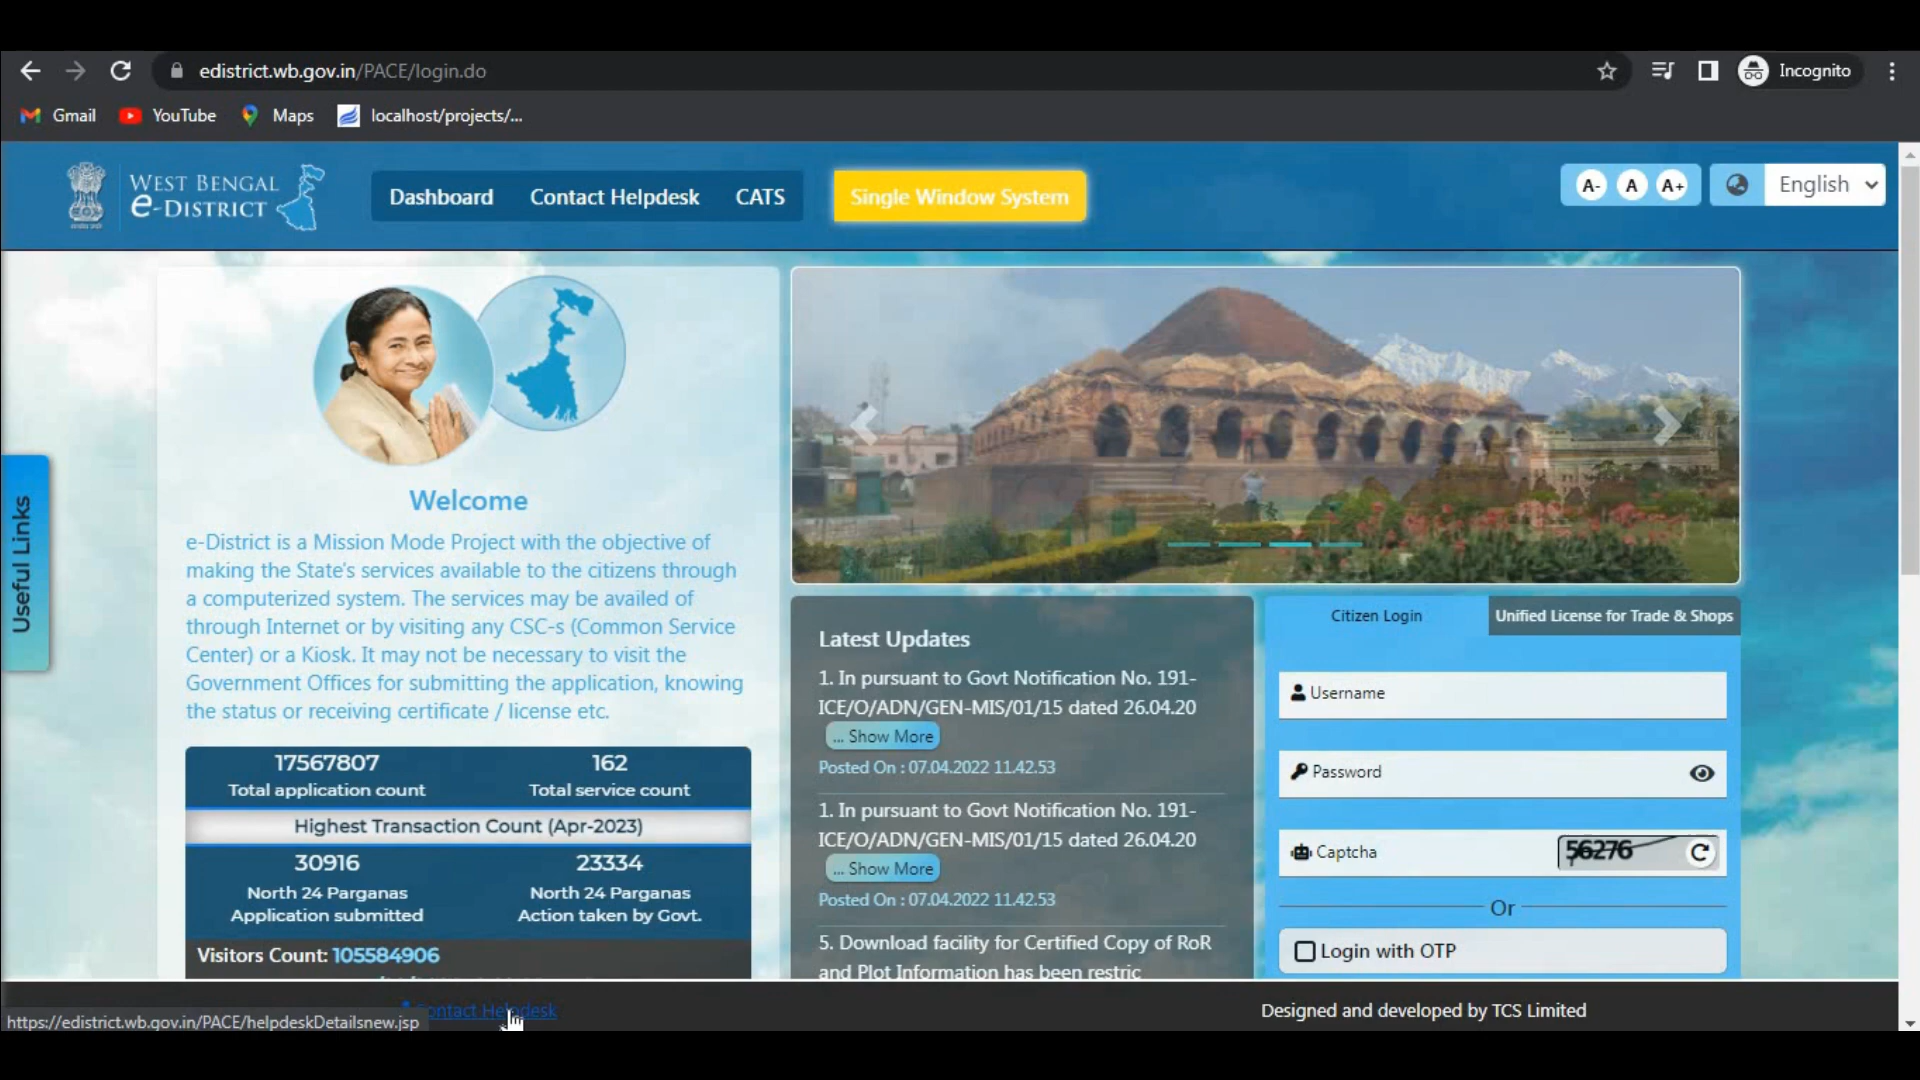 edistrict.wb.gov.in/PACE/login.do
Incognito
Gmail
YouTube
Maps
localhost/projects/...
WEST BENGAL
e-DISTRICT
Dashboard
Contact Helpdesk
CATS
Single Window System
A-
A
A+
English
Useful Links
Welcome
e-District is a Mission Mode Project with the objective of
making the State's services available to the citizens through
a computerized system. The services may be availed of
through Internet or by visiting any CSC-s (Common Service
Center) or a Kiosk. It may not be necessary to visit the
Government Offices for submitting the application, knowing
the status or receiving certificate / license etc.
17567807
Total application count
162
Total service count
Highest Transaction Count (Apr-2023)
30916
North 24 Parganas
Application submitted
23334
North 24 Parganas
Action taken by Govt.
Visitors Count: 105584906
Latest Updates
1. In pursuant to Govt Notification No. 191-
ICE/O/ADN/GEN-MIS/01/15 dated 26.04.20
... Show More
Posted On : 07.04.2022 11.42.53
1. In pursuant to Govt Notification No. 191-
ICE/O/ADN/GEN-MIS/01/15 dated 26.04.20
... Show More
Posted On : 07.04.2022 11.42.53
5. Download facility for Certified Copy of RoR
and Plot Information has been restric
Citizen Login
Unified License for Trade & Shops
Username
Password
Captcha
56276
Or
Login with OTP
Contact Helpdesk
https://edistrict.wb.gov.in/PACE/helpdeskDetailsnew.jsp
Designed and developed by TCS Limited